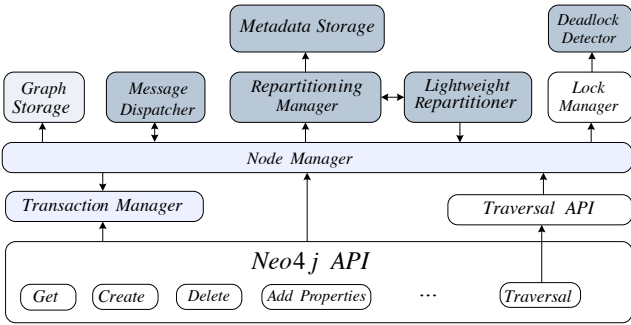 Metadata Storage
Deadlock
Detector
Graph
Storage
Message
Dispatcher
Repartitioning
Manager
Lightweight
Repartitioner
Lock
Manager
Node Manager
Transaction Manager
Traversal API
Neo4j API
Get
Create
Delete
Add Properties
...
Traversal